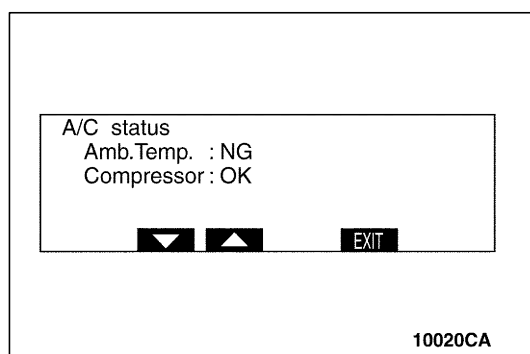 A/C status
Amb.Temp. : NG
Compressor : OK
EXIT
10020CA